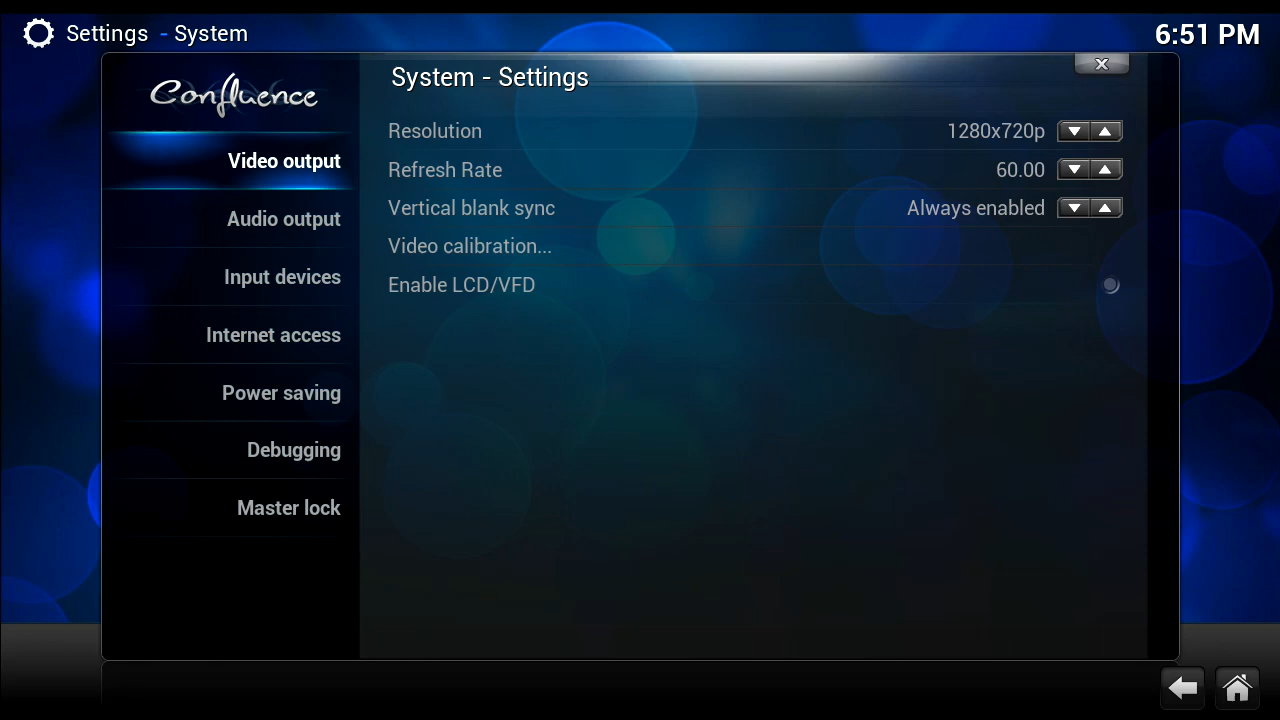 Settings - System
6:51 PM
Confluence
System - Settings
Video output
Audio output
Input devices
Internet access
Power saving
Debugging
Master lock
Resolution 1280x720p
Refresh Rate 60.00
Vertical blank sync Always enabled
Video calibration...
Enable LCD/VFD